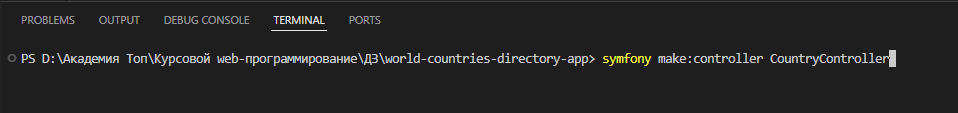 PROBLEMS OUTPUT DEBUG CONSOLE TERMINAL PORTS
PS D:\Академия Топ\Курсовой web-программирование\ДЗ\world-countries-directory-app> symfony make:controller CountryController